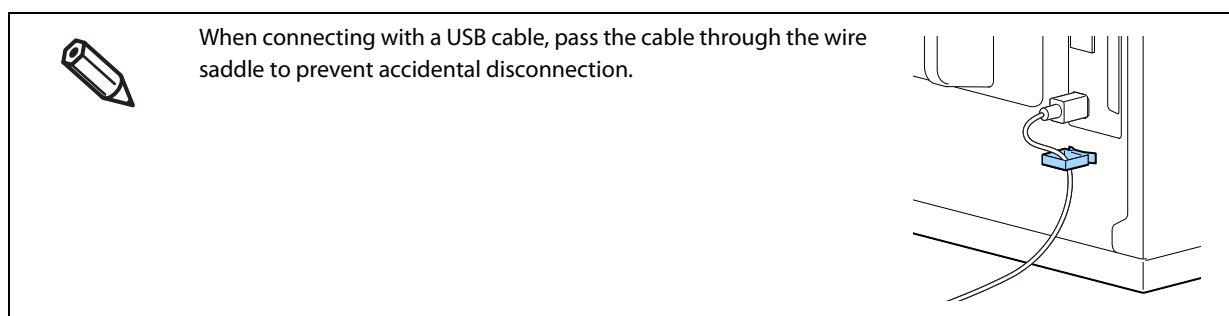 When connecting with a USB cable, pass the cable through the wire
saddle to prevent accidental disconnection.